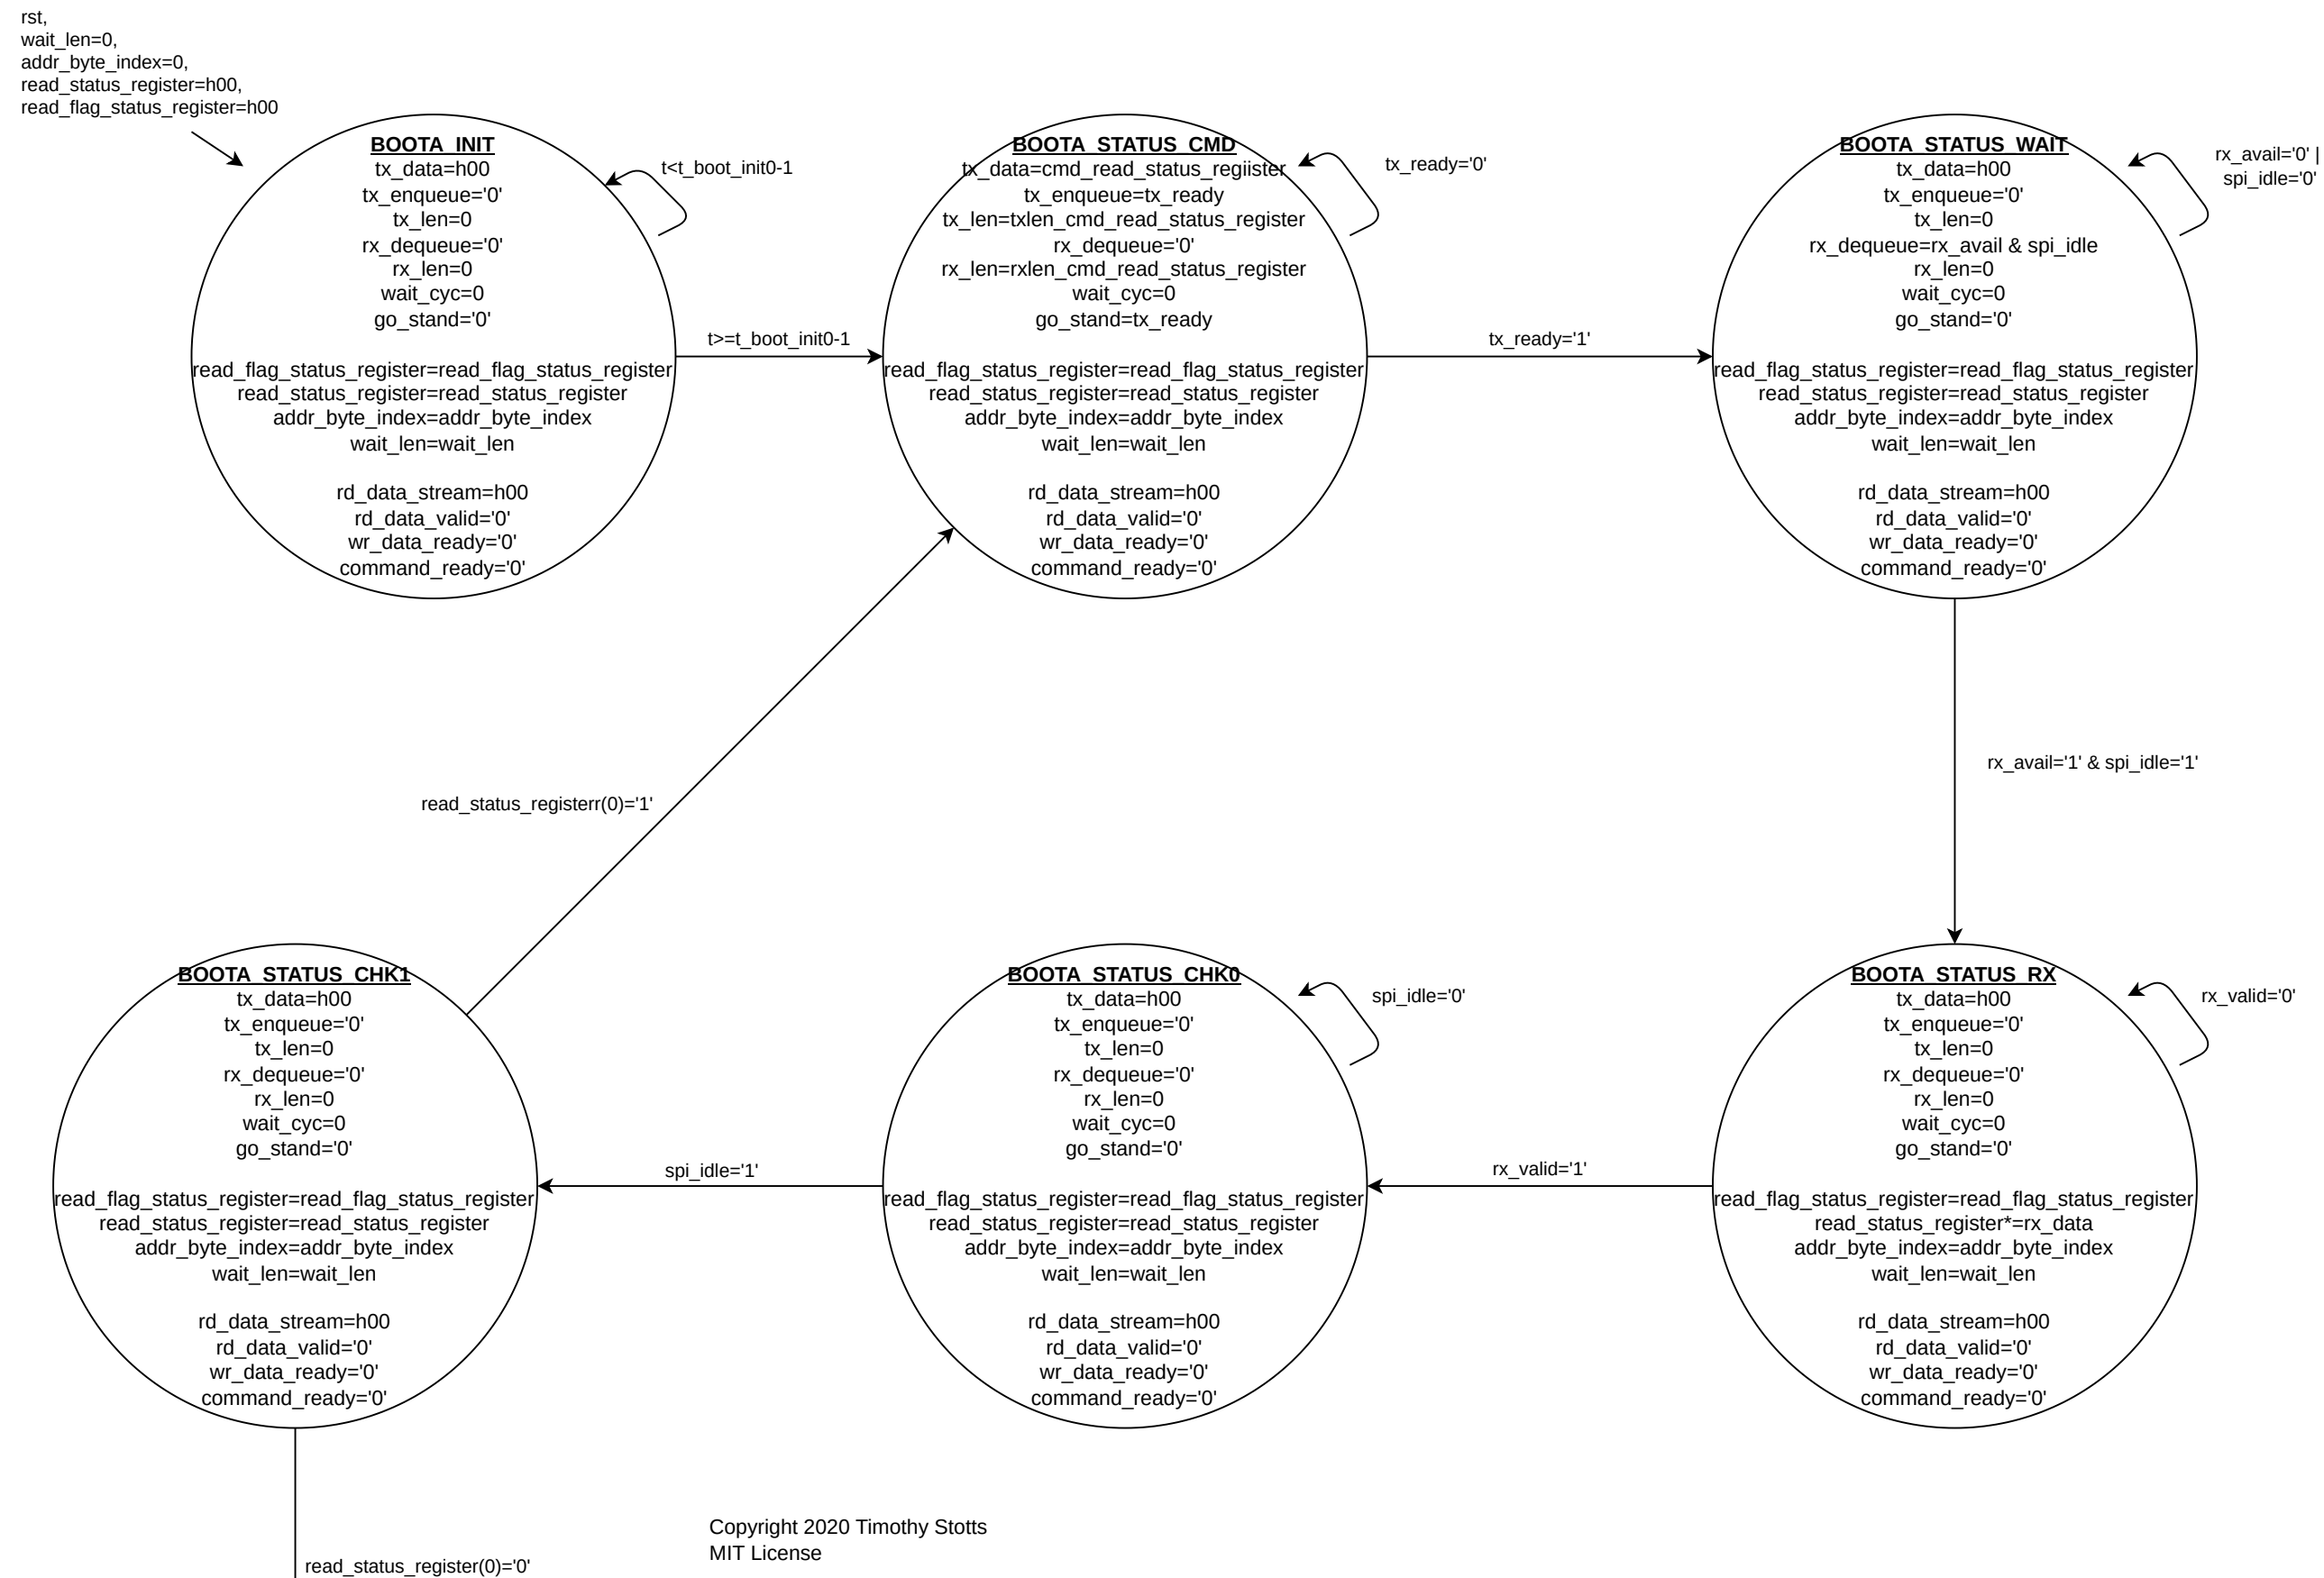 rst,
wait_len=0,
addr_byte_index=0,
read_status_register=h00,
read_flag_status_register=h00
BOOTA_INIT
tx_data=h00
tx_enqueue='0'
tx_len=0
rx_dequeue='0'
rx_len=0
wait_cyc=0
go_stand='0'
read_flag_status_register=read_flag_status_register
read_status_register=read_status_register
addr_byte_index=addr_byte_index
wait_len=wait_len
rd_data_stream=h00
rd_data_valid='0'
wr_data_ready='0'
command_ready='0'
t<t_boot_init0-1
t>=t_boot_init0-1
BOOTA_STATUS_CMD
tx_data=cmd_read_status_regiister
tx_enqueue=tx_ready
tx_len=txlen_cmd_read_status_register
rx_dequeue='0'
rx_len=rxlen_cmd_read_status_register
wait_cyc=0
go_stand=tx_ready
read_flag_status_register=read_flag_status_register
read_status_register=read_status_register
addr_byte_index=addr_byte_index
wait_len=wait_len
rd_data_stream=h00
rd_data_valid='0'
wr_data_ready='0'
command_ready='0'
tx_ready='0'
tx_ready='1'
BOOTA_STATUS_WAIT
tx_data=h00
tx_enqueue='0'
tx_len=0
rx_dequeue=rx_avail & spi_idle
rx_len=0
wait_cyc=0
go_stand='0'
read_flag_status_register=read_flag_status_register
read_status_register=read_status_register
addr_byte_index=addr_byte_index
wait_len=wait_len
rd_data_stream=h00
rd_data_valid='0'
wr_data_ready='0'
command_ready='0'
rx_avail='0' |
spi_idle='0'
rx_avail='1' & spi_idle='1'
read_status_registerr(0)='1'
BOOTA_STATUS_CHK1
tx_data=h00
tx_enqueue='0'
tx_len=0
rx_dequeue='0'
rx_len=0
wait_cyc=0
go_stand='0'
read_flag_status_register=read_flag_status_register
read_status_register=read_status_register
addr_byte_index=addr_byte_index
wait_len=wait_len
rd_data_stream=h00
rd_data_valid='0'
wr_data_ready='0'
command_ready='0'
spi_idle='1'
BOOTA_STATUS_CHK0
tx_data=h00
tx_enqueue='0'
tx_len=0
rx_dequeue='0'
rx_len=0
wait_cyc=0
go_stand='0'
read_flag_status_register=read_flag_status_register
read_status_register=read_status_register
addr_byte_index=addr_byte_index
wait_len=wait_len
rd_data_stream=h00
rd_data_valid='0'
wr_data_ready='0'
command_ready='0'
spi_idle='0'
rx_valid='1'
BOOTA_STATUS_RX
tx_data=h00
tx_enqueue='0'
tx_len=0
rx_dequeue='0'
rx_len=0
wait_cyc=0
go_stand='0'
read_flag_status_register=read_flag_status_register
read_status_register*=rx_data
addr_byte_index=addr_byte_index
wait_len=wait_len
rd_data_stream=h00
rd_data_valid='0'
wr_data_ready='0'
command_ready='0'
rx_valid='0'
Copyright 2020 Timothy Stotts
MIT License
read_status_register(0)='0'